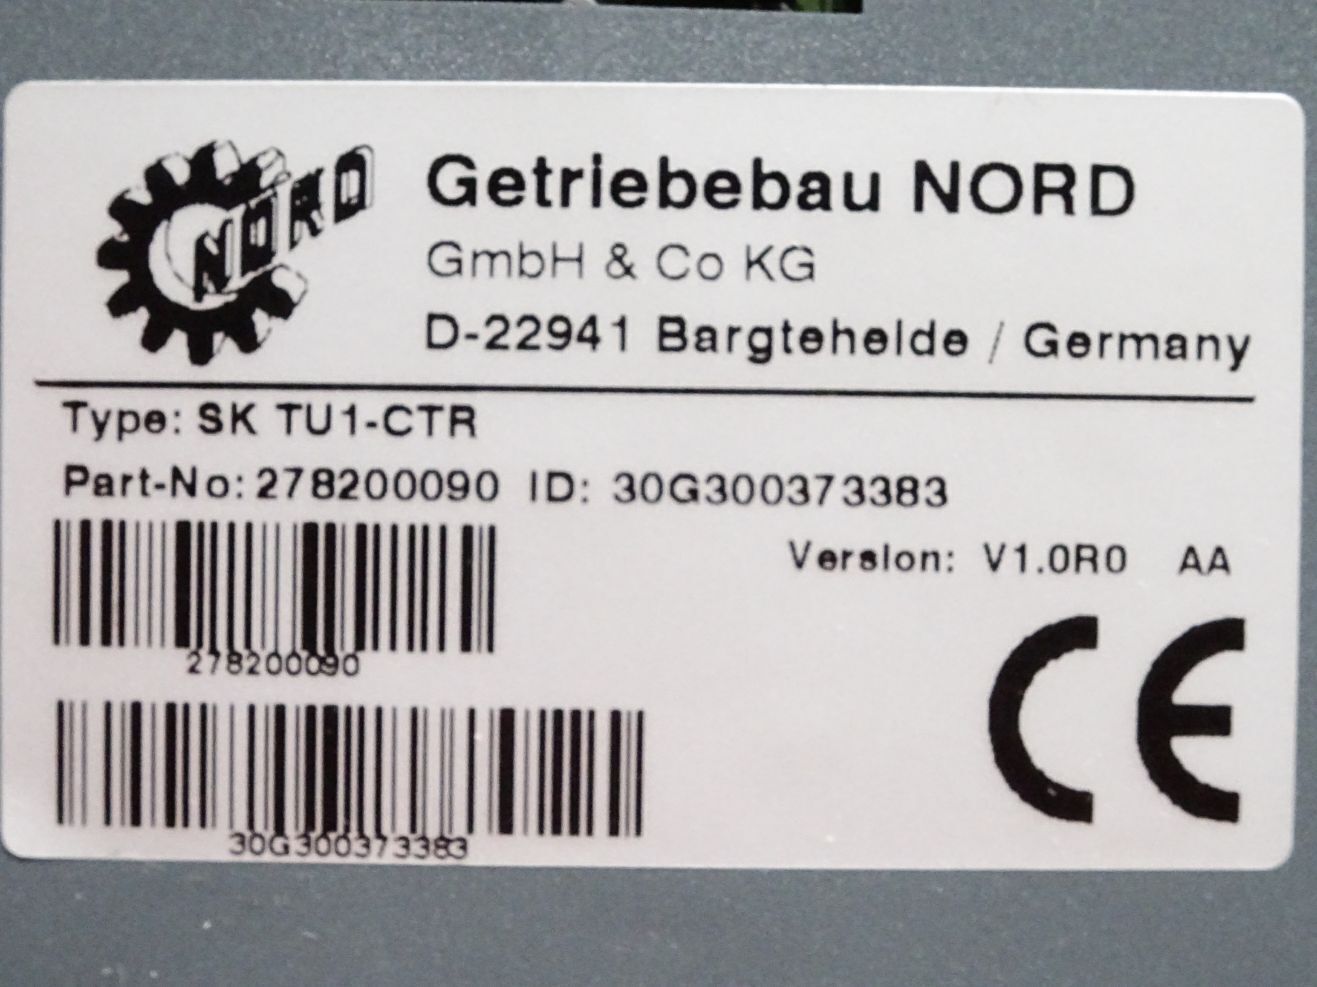 NORD
Getriebebau NORD
GmbH & Co KG
D-22941 Bargteheide / Germany
Type: SK TU1-CTR
Part-No: 278200090 ID: 30G300373383
Version: V1.0R0 AA
278200090
CE
30G300373383